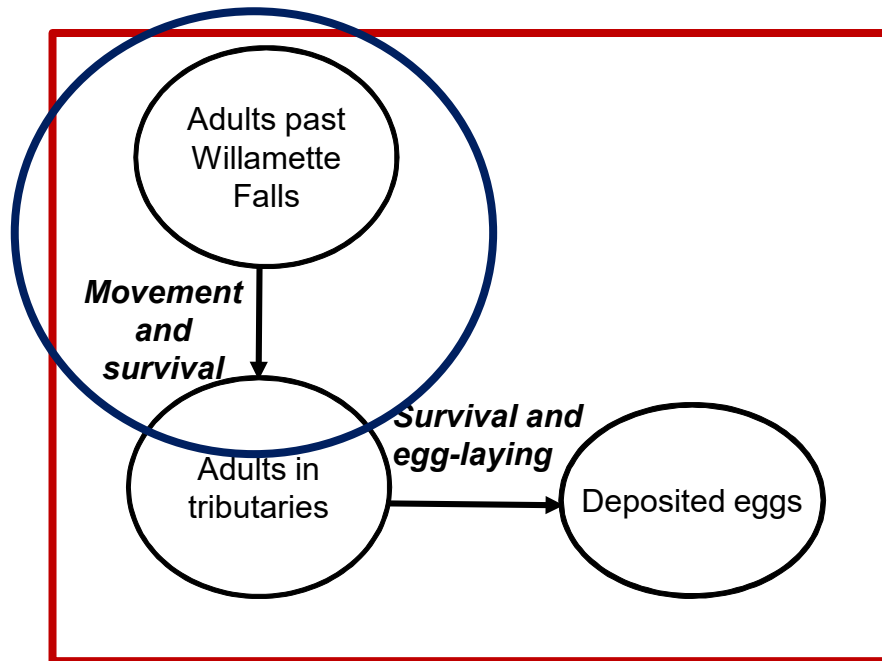 Adults past
Willamette
Falls
Movement
and
survival
Survival and
egg-laying
Adults in
tributaries
Deposited eggs